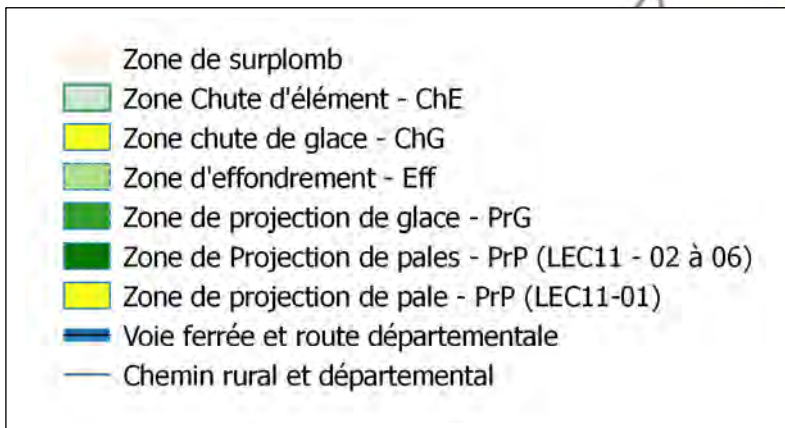 Zone de surplomb
Zone Chute d'élément - ChE
Zone chute de glace - ChG
Zone d'effondrement - Eff
Zone de projection de glace - PrG
Zone de Projection de pales - PrP (LEC11 - 02 à 06)
Zone de projection de pale - PrP (LEC11-01)
Voie ferrée et route départementale
Chemin rural et départemental